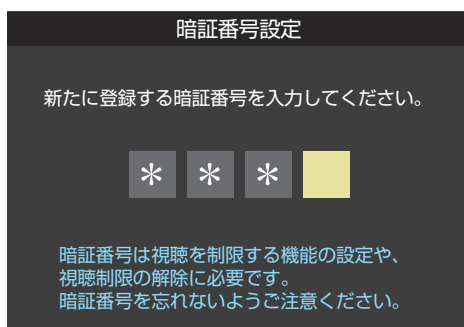 暗証番号設定
新たに登録する暗証番号を入力してください。
＊ ＊ ＊
暗証番号は視聴を制限する機能の設定や、
視聴制限の解除に必要です。
暗証番号を忘れないようご注意ください。